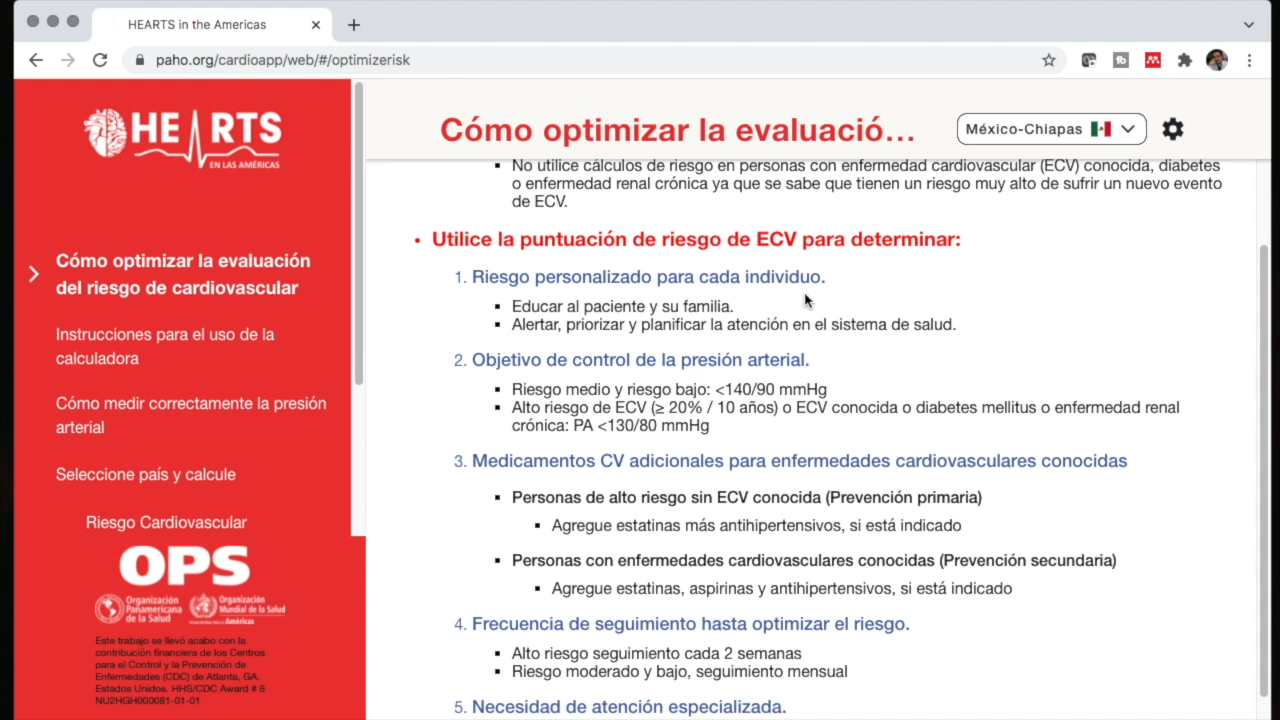 HEARTS in the Americas
paho.org/cardioapp/web/#/optimizerisk
HEARTS
EN LAS AMÉRICAS
Cómo optimizar la evaluación
del riesgo de cardiovascular
Instrucciones para el uso de la
calculadora
Cómo medir correctamente la presión
arterial
Seleccione país y calcule
Riesgo Cardiovascular
OPS
Organización
Panamericana
de la Salud
Organización
Mundial de la Salud
Américas
Este trabajo se llevó acabo con la
contribución financiera de los Centros
para el Control y la Prevención de
Enfermedades (CDC) de Atlanta, GA.
Estados Unidos. HHS/CDC Award # 6
NU2HGH000081-01-01
Cómo optimizar la evaluació...
México-Chiapas
No utilice cálculos de riesgo en personas con enfermedad cardiovascular (ECV) conocida, diabetes
o enfermedad renal crónica ya que se sabe que tienen un riesgo muy alto de sufrir un nuevo evento
de ECV.
• Utilice la puntuación de riesgo de ECV para determinar:
1. Riesgo personalizado para cada individuo.
▪ Educar al paciente y su familia.
▪ Alertar, priorizar y planificar la atención en el sistema de salud.
2. Objetivo de control de la presión arterial.
▪ Riesgo medio y riesgo bajo: <140/90 mmHg
▪ Alto riesgo de ECV (≥ 20% / 10 años) o ECV conocida o diabetes mellitus o enfermedad renal
crónica: PA <130/80 mmHg
3. Medicamentos CV adicionales para enfermedades cardiovasculares conocidas
▪ Personas de alto riesgo sin ECV conocida (Prevención primaria)
▪ Agregue estatinas más antihipertensivos, si está indicado
▪ Personas con enfermedades cardiovasculares conocidas (Prevención secundaria)
▪ Agregue estatinas, aspirinas y antihipertensivos, si está indicado
4. Frecuencia de seguimiento hasta optimizar el riesgo.
▪ Alto riesgo seguimiento cada 2 semanas
▪ Riesgo moderado y bajo, seguimiento mensual
5. Necesidad de atención especializada.